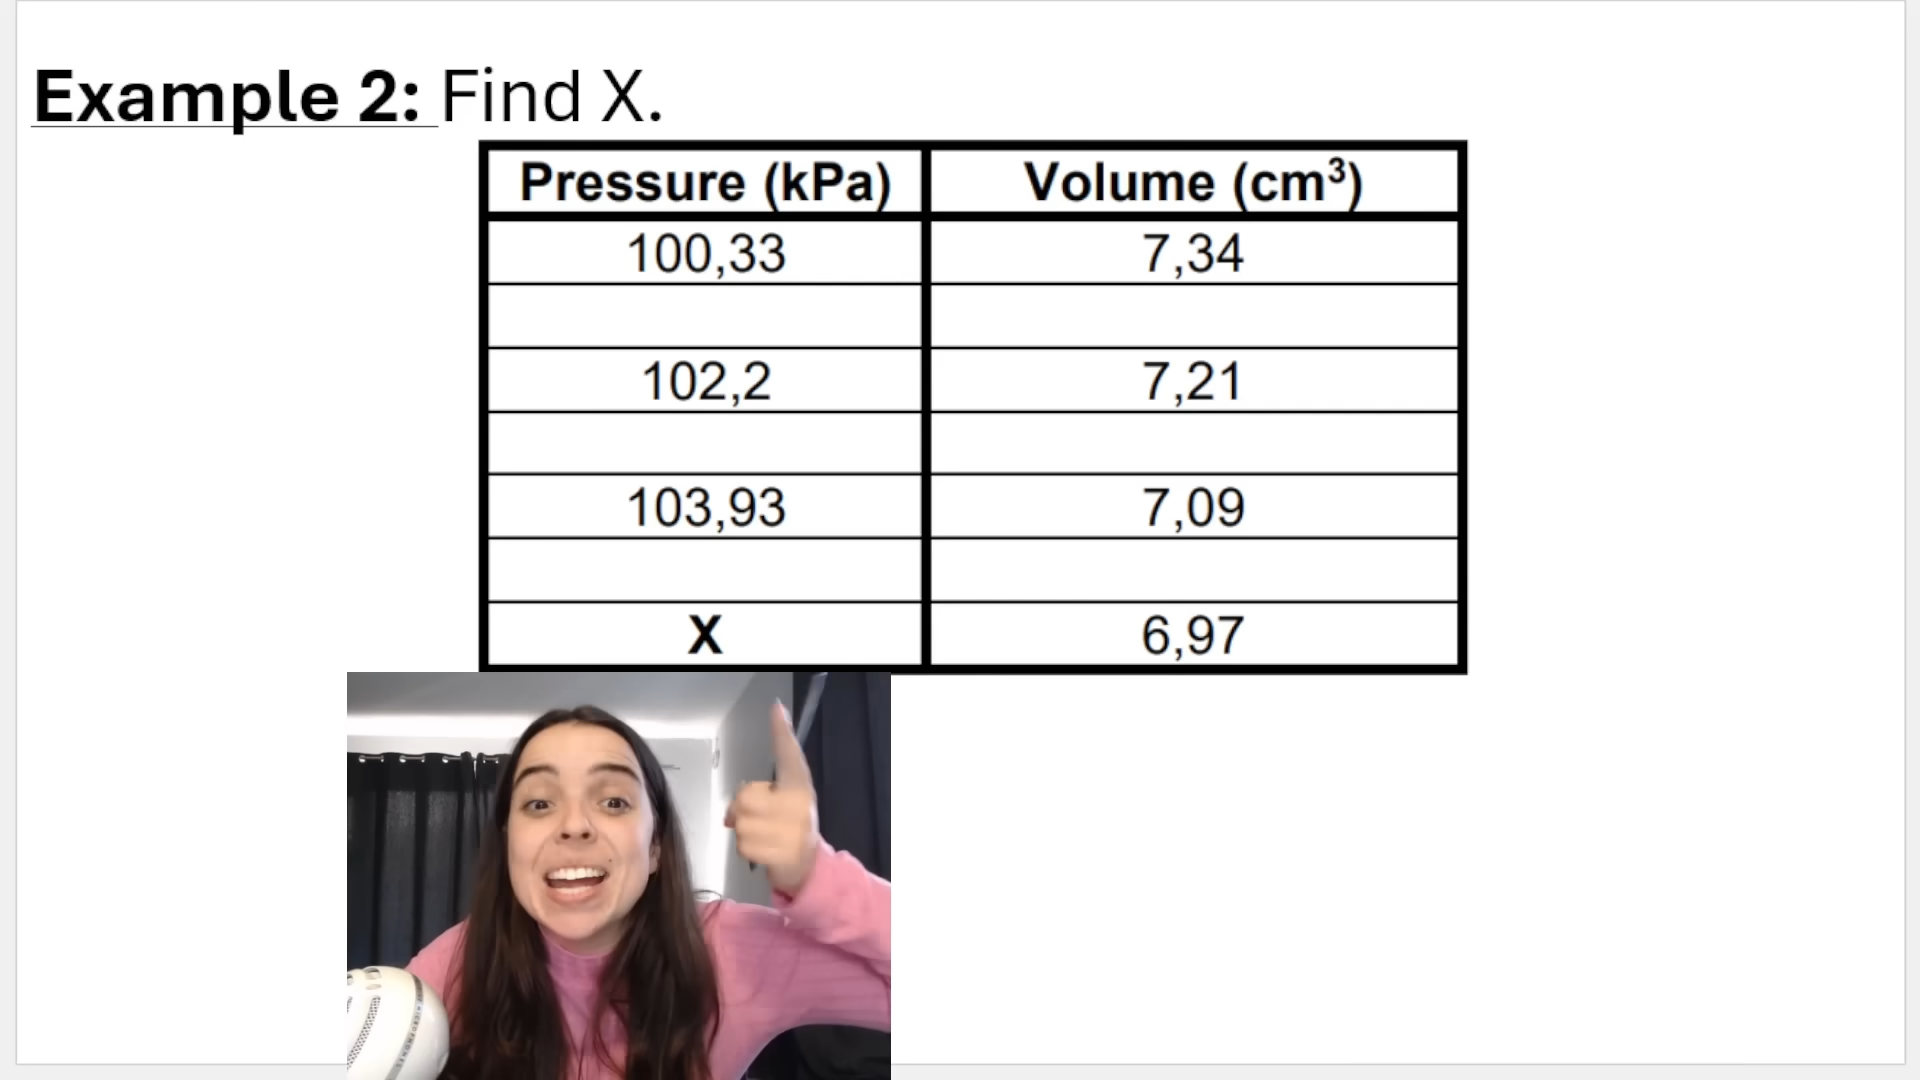 Example 2: Find X.
Pressure (kPa) Volume (cm³)
100,33 7,34
102,2 7,21
103,93 7,09
X 6,97